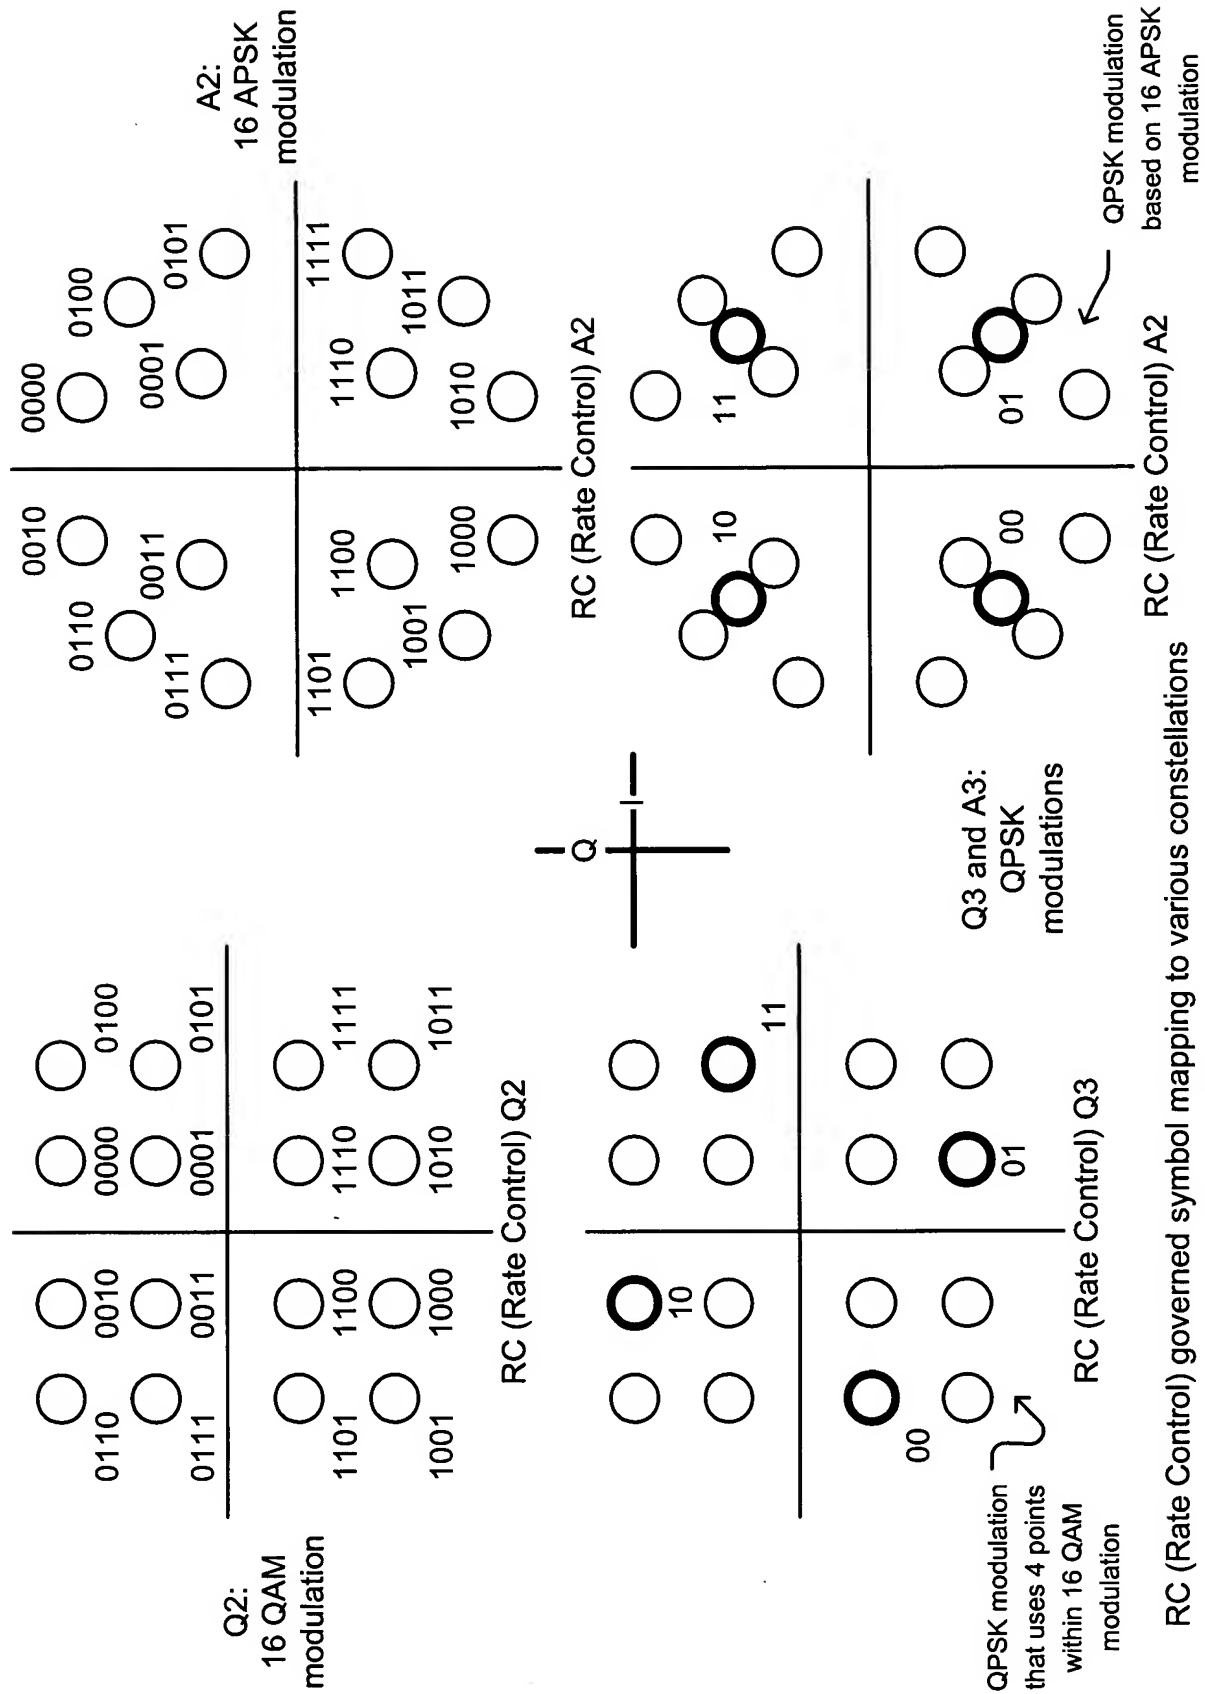 Q2:
16 QAM
modulation
0110
0010
0000
0100
0111
0011
0001
0101
1101
1100
1110
1111
1001
1000
1010
1011
RC (Rate Control) Q2
A2:
16 APSK
modulation
0010
0000
0110
0100
0111
0011
0001
0101
1101
1100
1110
1111
1001
1011
1000
1010
RC (Rate Control) A2
Q
I
10
11
00
01
RC (Rate Control) Q3
QPSK modulation
that uses 4 points
within 16 QAM
modulation
Q3 and A3:
QPSK
modulations
10
11
00
01
RC (Rate Control) A2
QPSK modulation
based on 16 APSK
modulation
RC (Rate Control) governed symbol mapping to various constellations